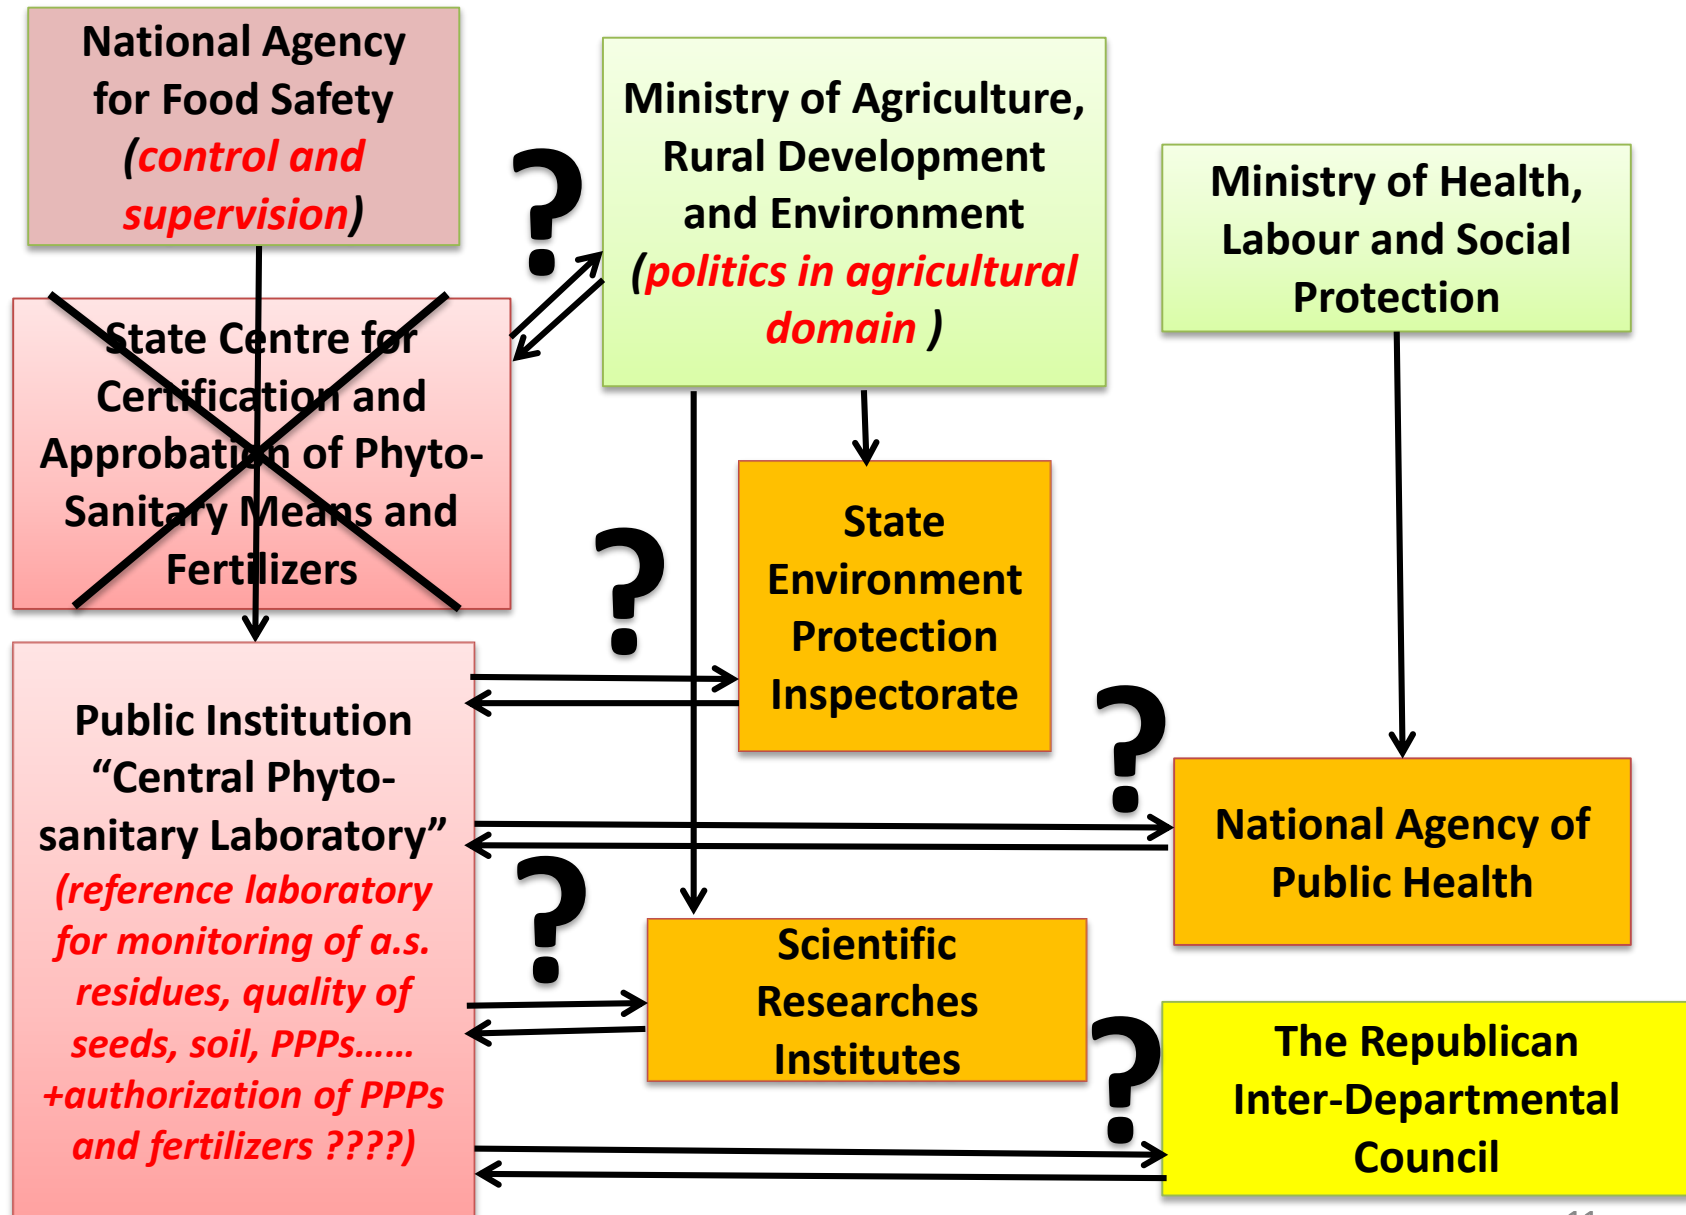 National Agency
for Food Safety
(control and
supervision)
?
Ministry of Agriculture,
Rural Development
and Environment
(politics in agricultural
domain )
Ministry of Health,
Labour and Social
Protection
State Centre for
Certification and
Approbation of Phyto-
Sanitary Means and
Fertilizers
?
State
Environment
Protection
Inspectorate
Public Institution
“Central Phyto-
sanitary Laboratory”
(reference laboratory
for monitoring of a.s.
residues, quality of
seeds, soil, PPPs......
+authorization of PPPs
and fertilizers ????)
?
National Agency of
Public Health
?
Scientific
Researches
Institutes
?
The Republican
Inter-Departmental
Council